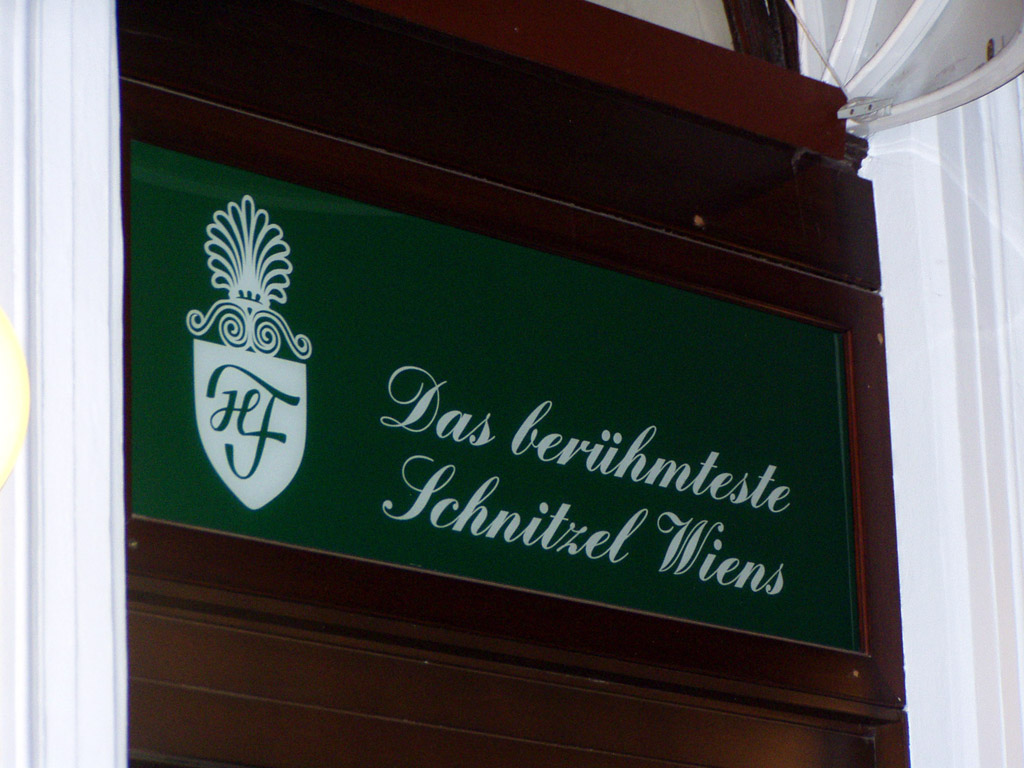 HF
Das berühmteste
Schnitzel Wiens